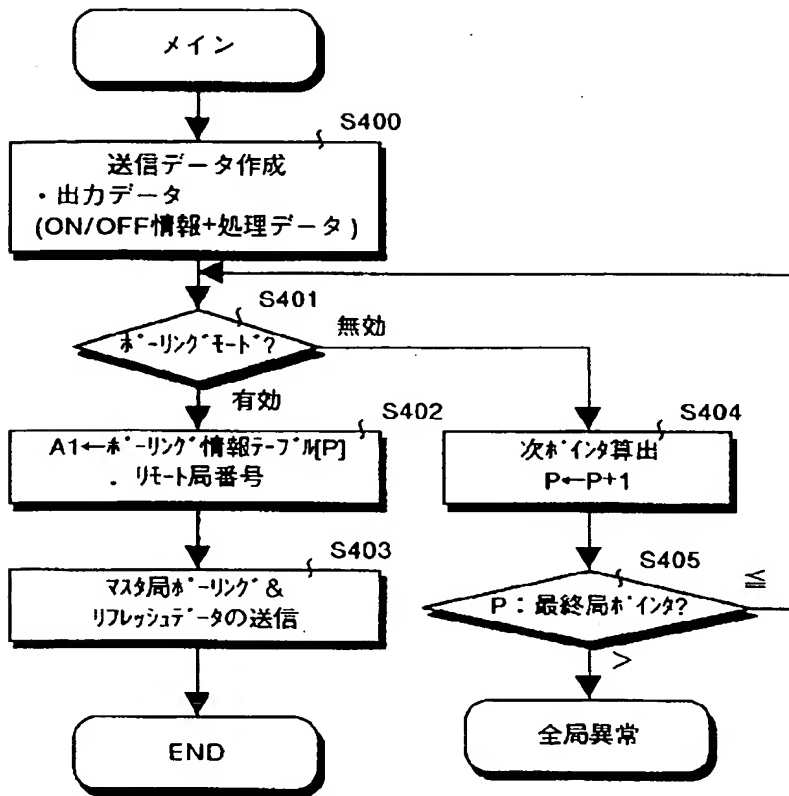 メイン
S400
送信データ作成
・出力データ
(ON/OFF情報+処理データ)
S401
ポーリングモード?
無効
有効
S402
A1←ポーリング情報テーブル[P]
. リモート局番号
S404
次ポインタ算出
P←P+1
S403
マスタ局ポーリング&
リフレッシュデータの送信
S405
P:最終局ポインタ?
≦
>
END
全局異常